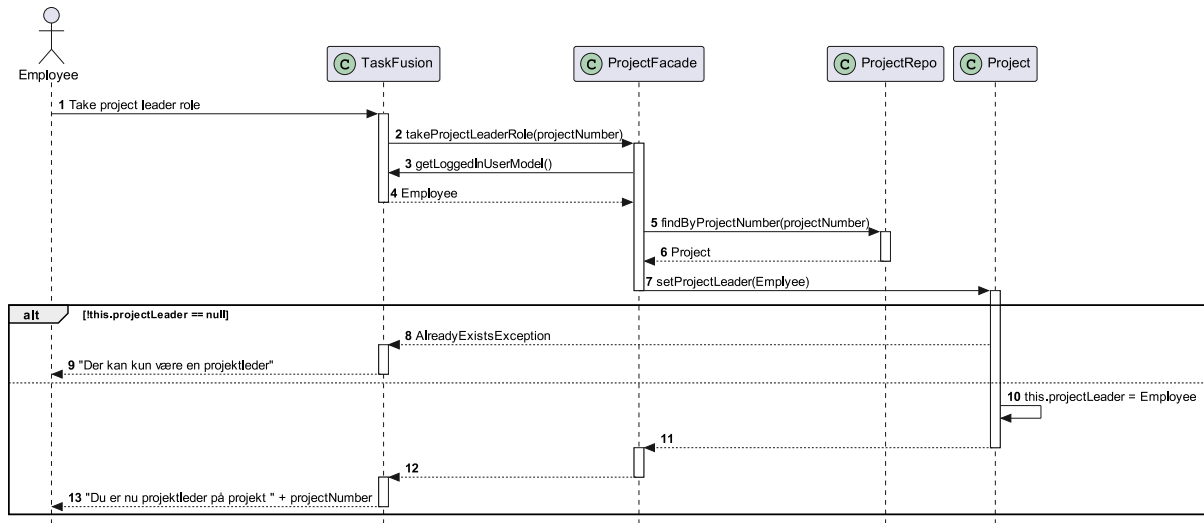 Employee
C TaskFusion
C ProjectFacade
C ProjectRepo
C Project
1 Take project leader role
2 takeProjectLeaderRole(projectNumber)
3 getLoggedInUserModel()
4 Employee
5 findByProjectNumber(projectNumber)
6 Project
7 setProjectLeader(Emplyee)
alt [!this.projectLeader == null]
8 AlreadyExistsException
9 "Der kan kun være en projektleder"
10 this.projectLeader = Employee
11
12
13 "Du er nu projektleder på projekt " + projectNumber